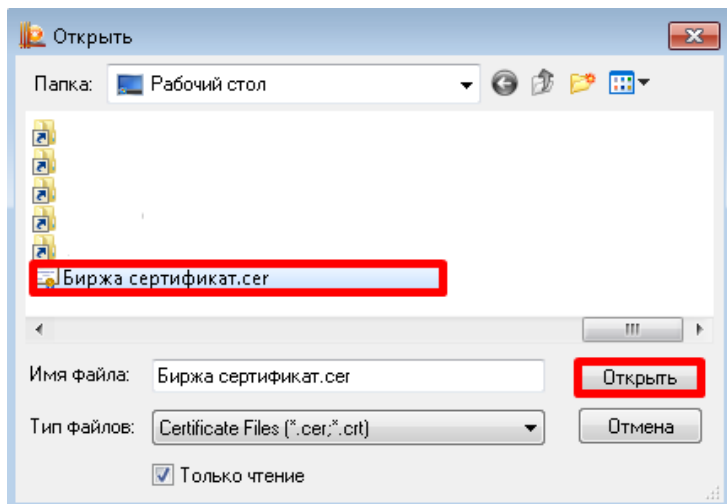 Открыть
Папка: Рабочий стол
Биржа сертификат.cer
Имя файла: Биржа сертификат.cer Открыть
Тип файлов: Certificate Files (*.cer;*.crt) Отмена
Только чтение